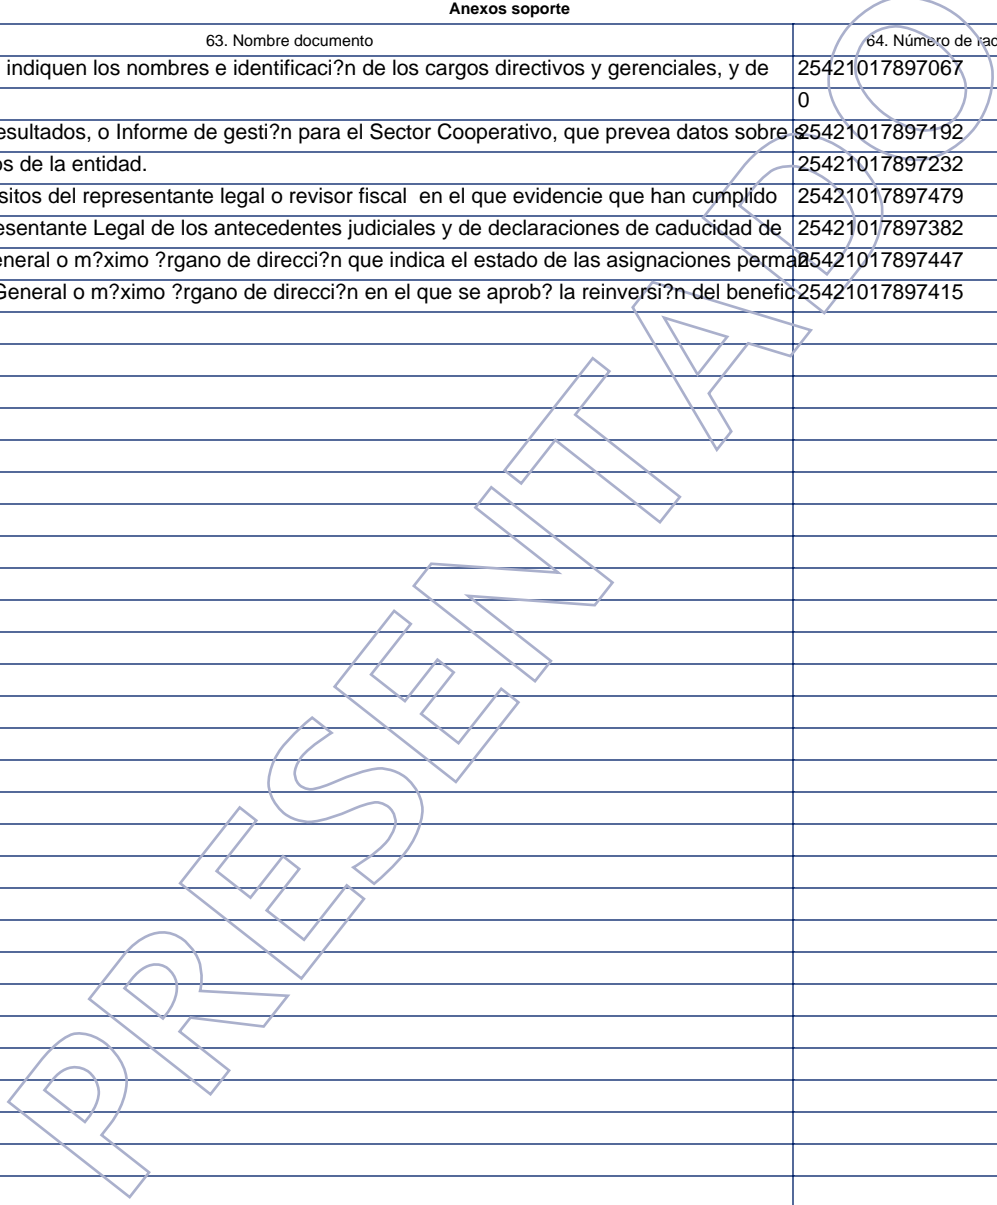 Anexos soporte
63. Nombre documento 64. Número de rad
indiquen los nombres e identificaci?n de los cargos directivos y gerenciales, y de 25421017897067
0
esultados, o Informe de gesti?n para el Sector Cooperativo, que prevea datos sobre s 25421017897192
os de la entidad. 25421017897232
sitos del representante legal o revisor fiscal en el que evidencie que han cumplido 25421017897479
esentante Legal de los antecedentes judiciales y de declaraciones de caducidad de 25421017897382
eneral o m?ximo ?rgano de direcci?n que indica el estado de las asignaciones perman 25421017897447
General o m?ximo ?rgano de direcci?n en el que se aprob? la reinversi?n del benefic 25421017897415
PRESENTADO